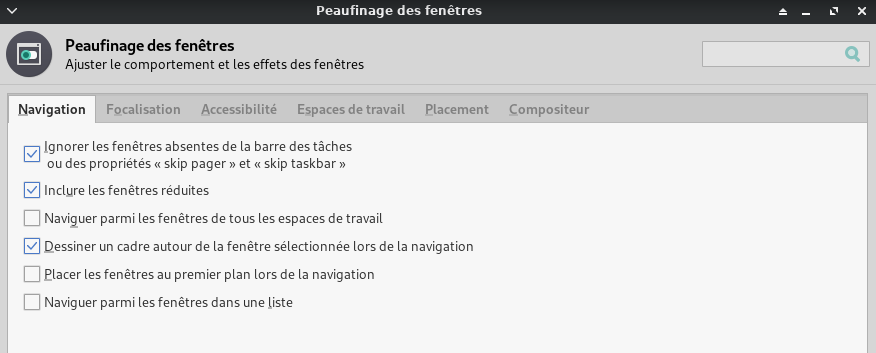 Peaufinage des fenêtres
Peaufinage des fenêtres
Ajuster le comportement et les effets des fenêtres
Navigation Focalisation Accessibilité Espaces de travail Placement Compositeur
Ignorer les fenêtres absentes de la barre des tâches
ou des propriétés « skip pager » et « skip taskbar »
Inclure les fenêtres réduites
Naviguer parmi les fenêtres de tous les espaces de travail
Dessiner un cadre autour de la fenêtre sélectionnée lors de la navigation
Placer les fenêtres au premier plan lors de la navigation
Naviguer parmi les fenêtres dans une liste